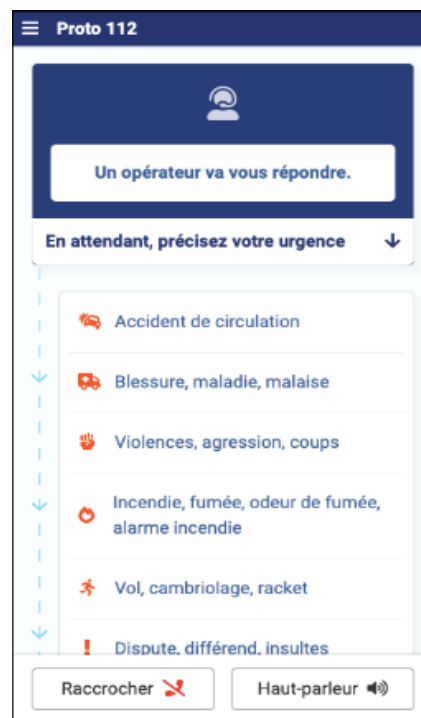 Proto 112
Un opérateur va vous répondre.
En attendant, précisez votre urgence
Accident de circulation
Blessure, maladie, malaise
Violences, agression, coups
Incendie, fumée, odeur de fumée,
alarme incendie
Vol, cambriolage, racket
Dispute, différend, insultes
Raccrocher
Haut-parleur